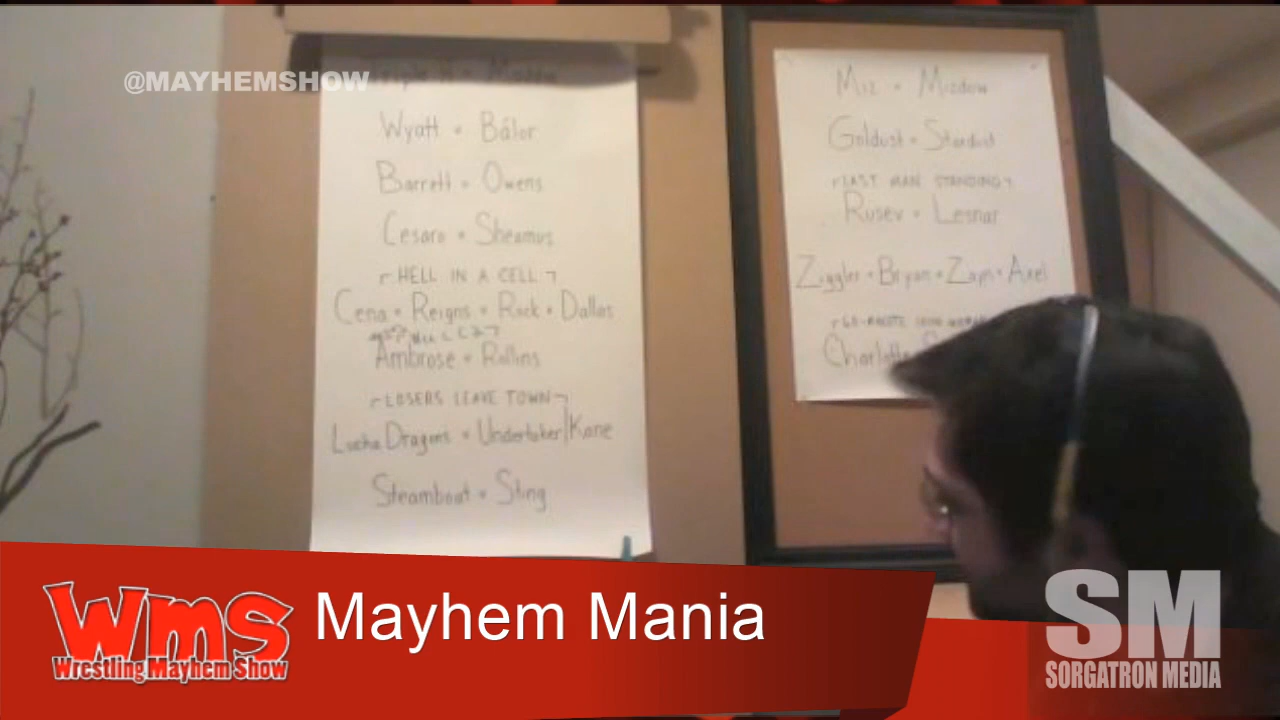 @MAYHEMSHOW
Wyatt • Bálor
Barrett • Owens
Cesaro • Sheamus
HELL IN A CELL
Cena • Reigns • Rock • Dallas
Ambrose • Rollins
LOSERS LEAVE TOWN
Lucha Dragons • Undertaker/Kane
Steamboat • Sting
Miz • Mizdow
Goldust • Stardust
LAST MAN STANDING
Rusev • Lesnar
Ziggler • Bryan • Zayn • Axel
Charlotte
Wms
Wrestling Mayhem Show
Mayhem Mania
SM
SORGATRON MEDIA